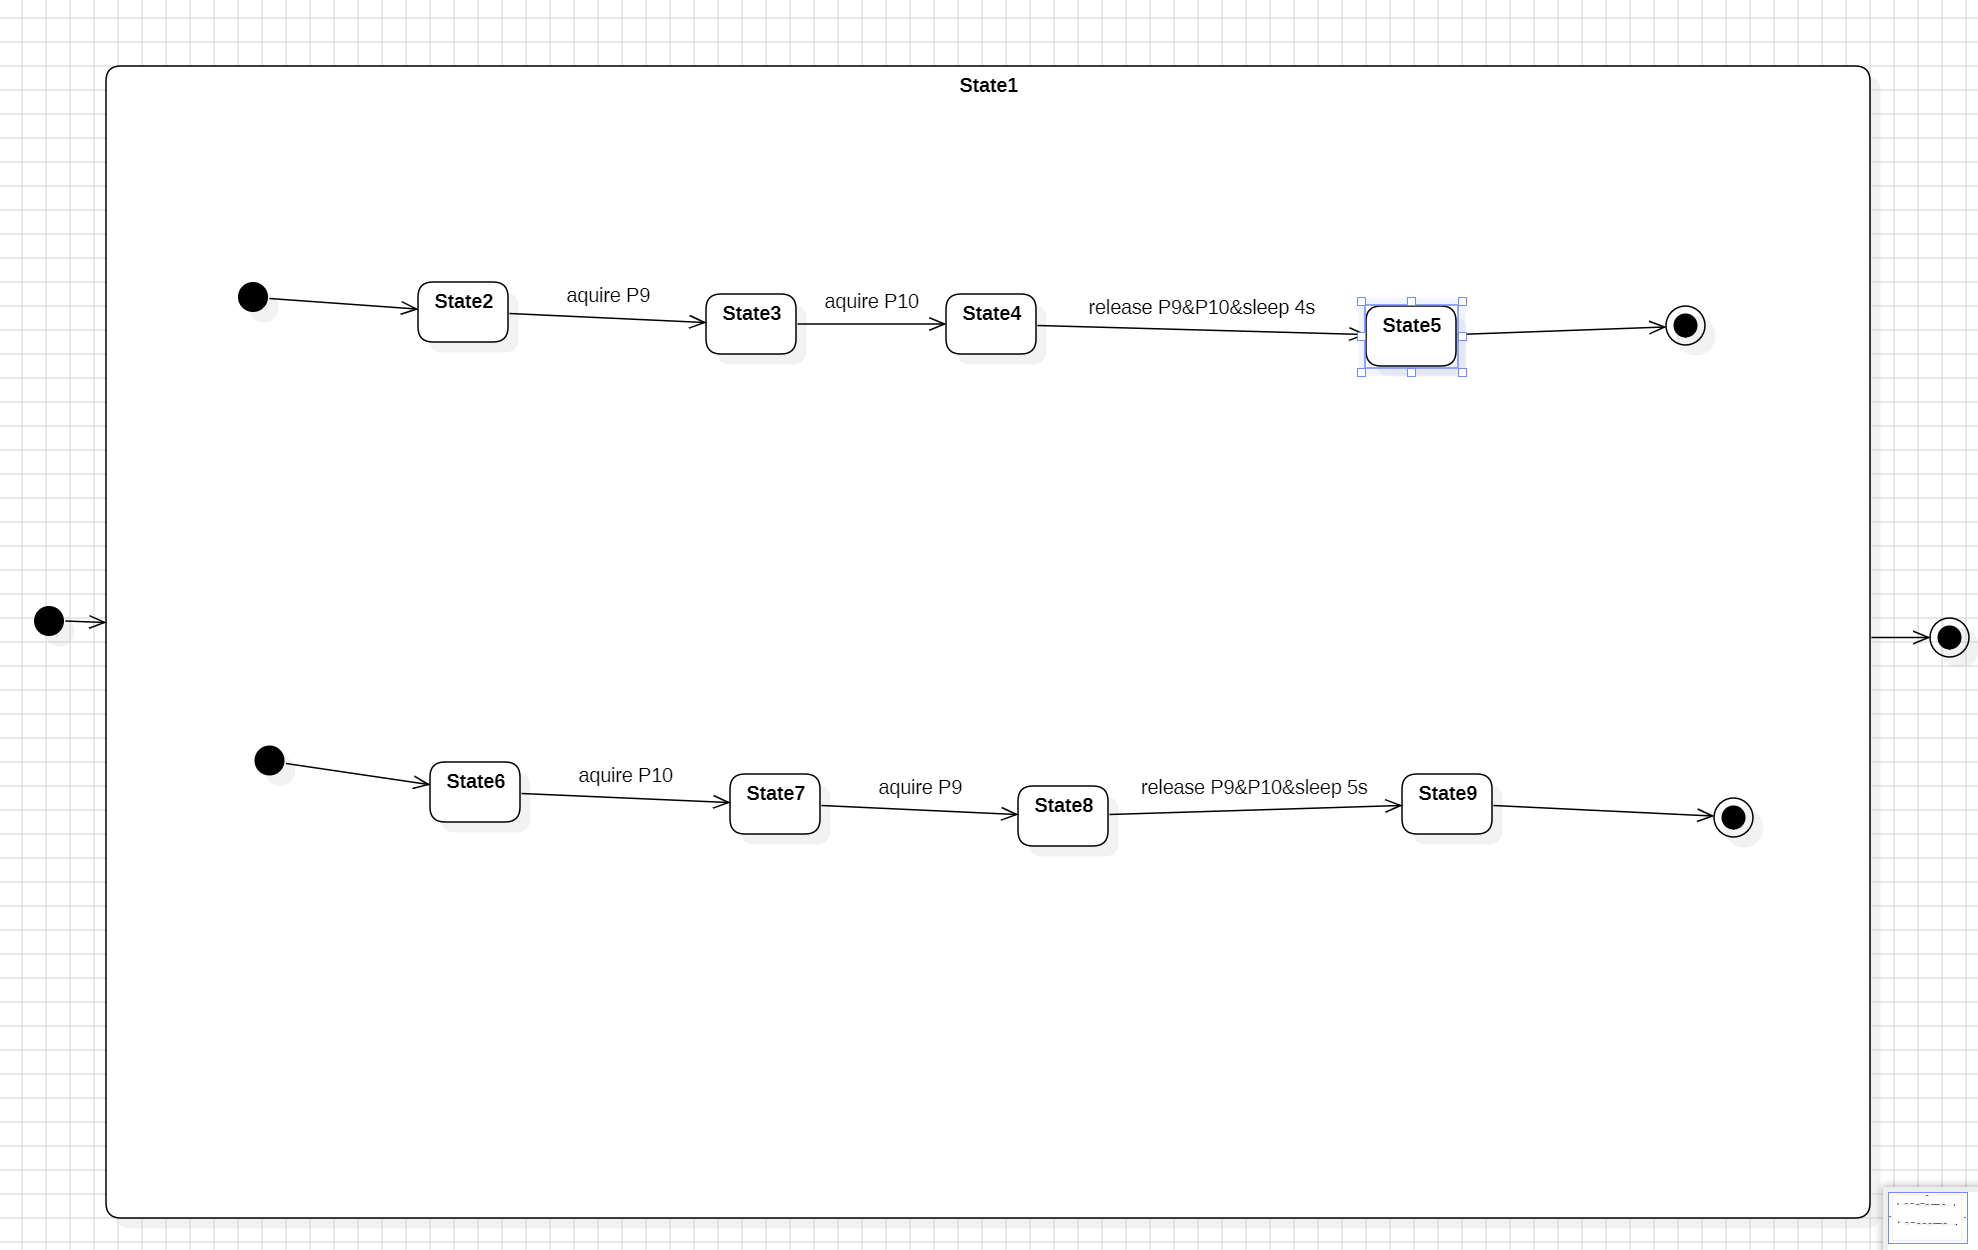 State1
State2
aquire P9
State3
aquire P10
State4
release P9&P10&sleep 4s
State5
State6
aquire P10
State7
aquire P9
State8
release P9&P10&sleep 5s
State9